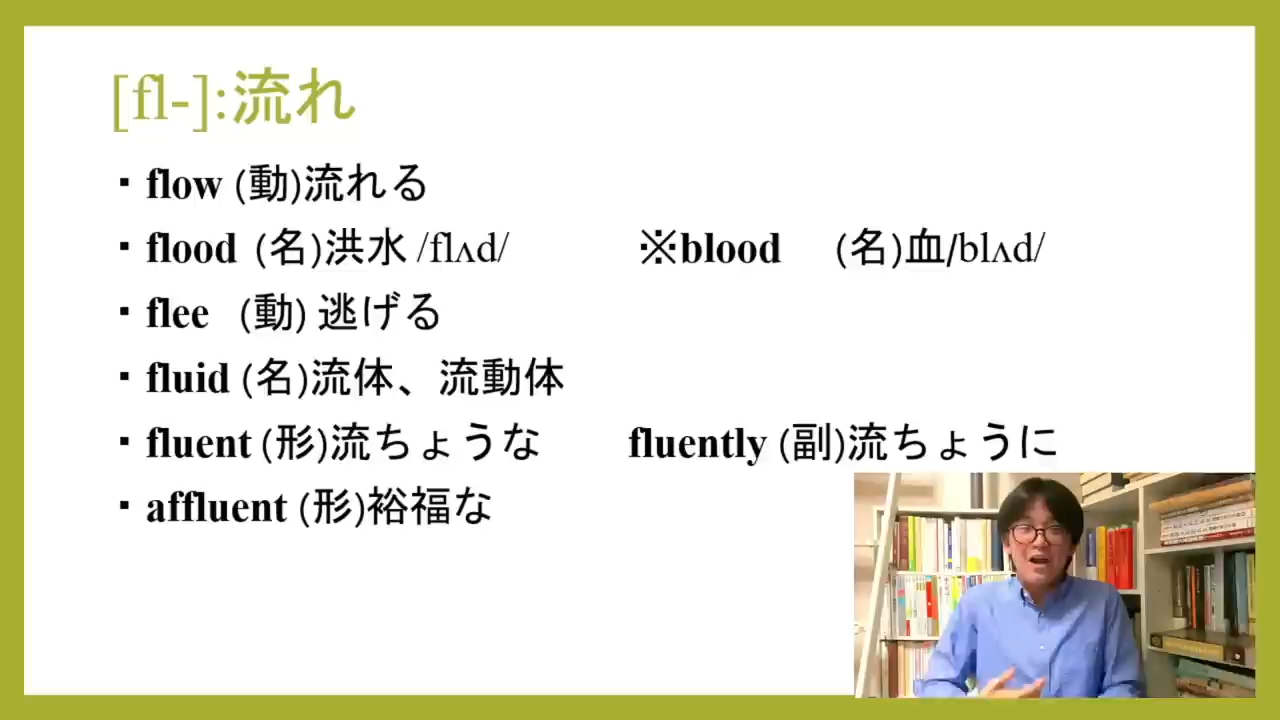 [fl-]:流れ
▪ flow (動)流れる
▪ flood (名)洪水 /flʌd/ ※blood (名)血/blʌd/
▪ flee (動) 逃げる
▪ fluid (名)流体、流動体
▪ fluent (形)流ちょうな fluently (副)流ちょうに
▪ affluent (形)裕福な